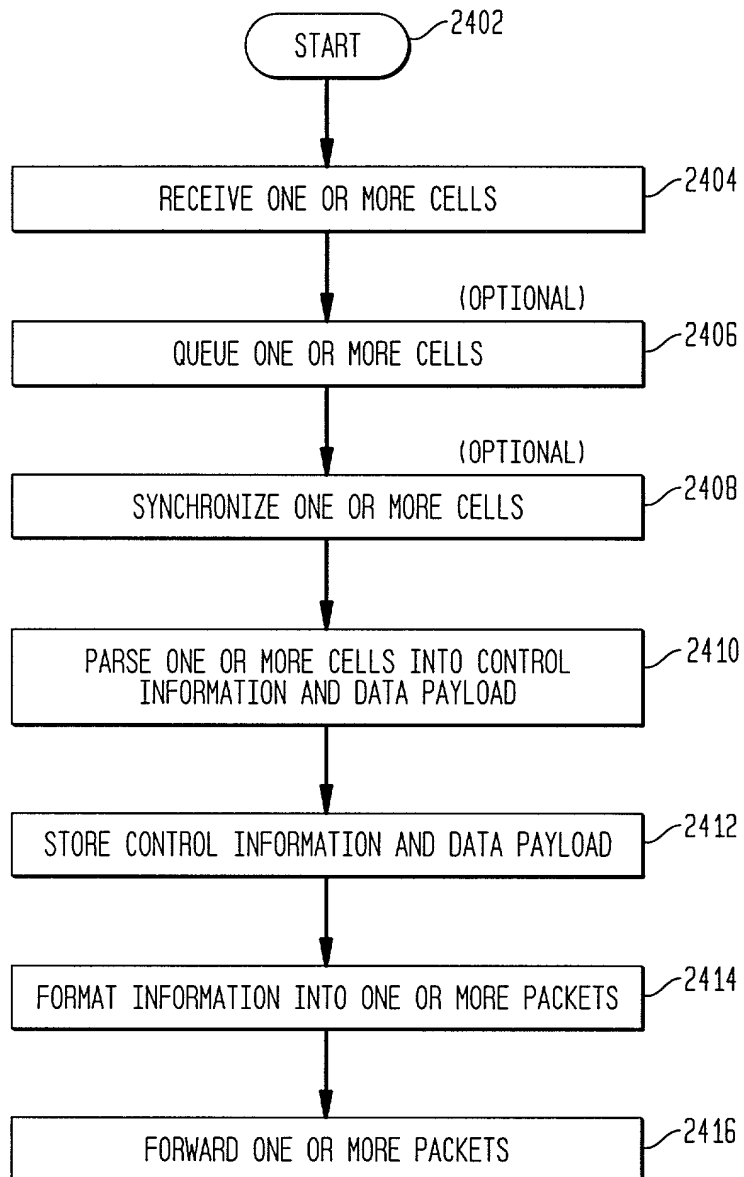 START
2402
RECEIVE ONE OR MORE CELLS
2404
(OPTIONAL)
QUEUE ONE OR MORE CELLS
2406
(OPTIONAL)
SYNCHRONIZE ONE OR MORE CELLS
2408
PARSE ONE OR MORE CELLS INTO CONTROL
INFORMATION AND DATA PAYLOAD
2410
STORE CONTROL INFORMATION AND DATA PAYLOAD
2412
FORMAT INFORMATION INTO ONE OR MORE PACKETS
2414
FORWARD ONE OR MORE PACKETS
2416